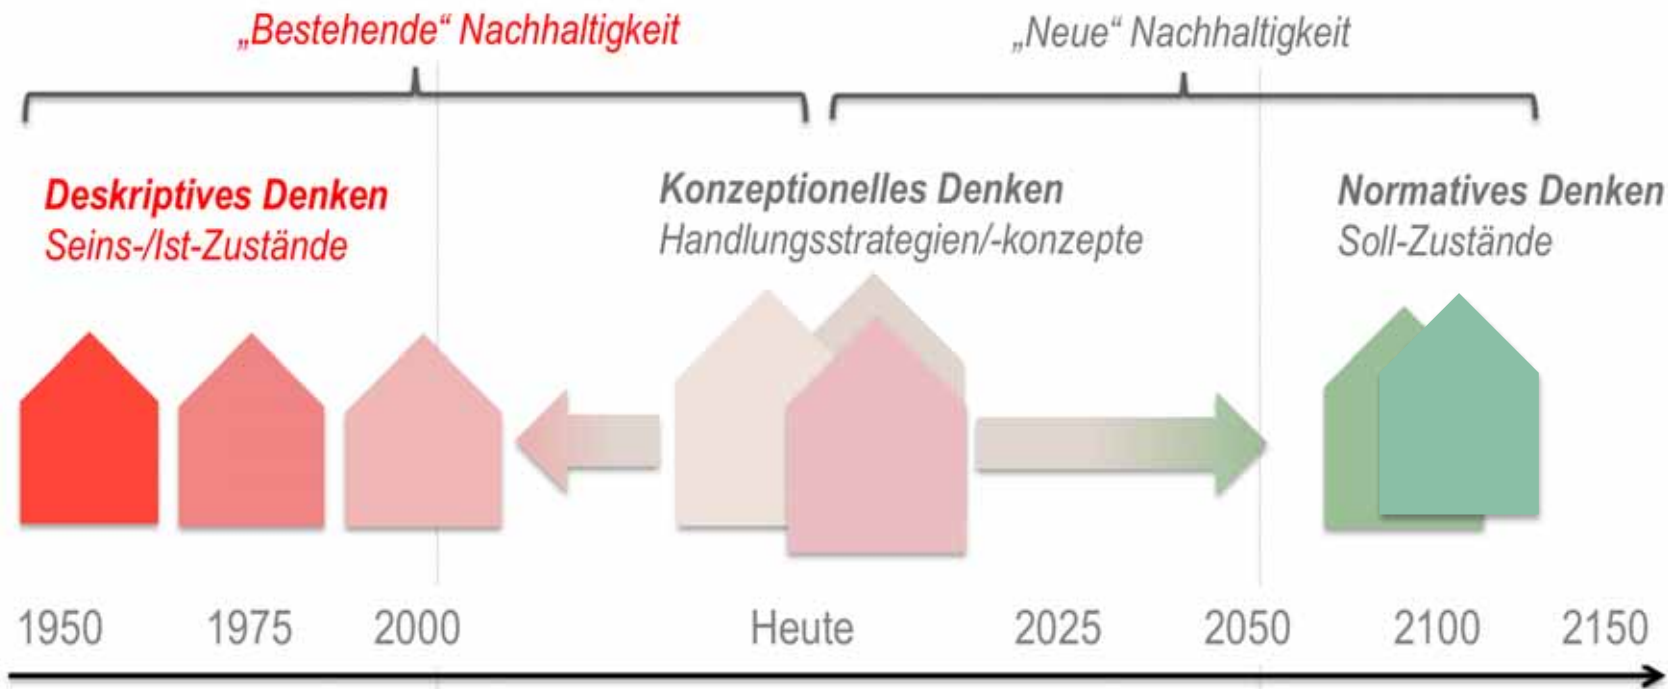 „Bestehende“ Nachhaltigkeit
„Neue“ Nachhaltigkeit
Deskriptives Denken
Seins-/Ist-Zustände
Konzeptionelles Denken
Handlungsstrategien/-konzepte
Normatives Denken
Soll-Zustände
1950 1975 2000 Heute 2025 2050 2100 2150